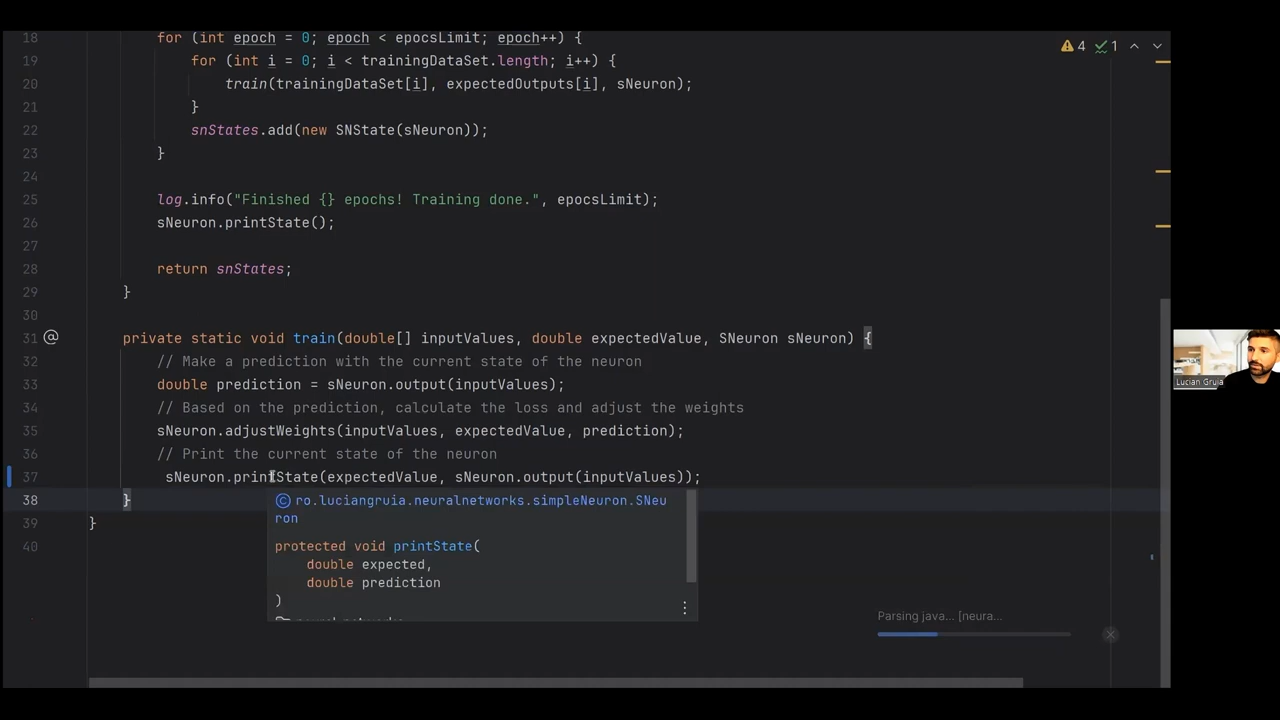 18 for (int epoch = 0; epoch < epocsLimit; epoch++) {
4 1
19 for (int i = 0; i < trainingDataSet.length; i++) {
20 train(trainingDataSet[i], expectedOutputs[i], sNeuron);
21 }
22 snStates.add(new SNState(sNeuron));
23 }
24
25 log.info("Finished {} epochs! Training done.", epocsLimit);
26 sNeuron.printState();
27
28 return snStates;
29 }
30
31 @ private static void train(double[] inputValues, double expectedValue, SNeuron sNeuron) {
32 // Make a prediction with the current state of the neuron
33 double prediction = sNeuron.output(inputValues);
34 // Based on the prediction, calculate the loss and adjust the weights
35 sNeuron.adjustWeights(inputValues, expectedValue, prediction);
36 // Print the current state of the neuron
37 sNeuron.printState(expectedValue, sNeuron.output(inputValues));
38 }
39 }
40
© ro.luciangruia.neuralnetworks.simpleNeuron.SNeu
ron
protected void printState(
double expected,
double prediction
)
Parsing java... [neura...
Lucian Gruia